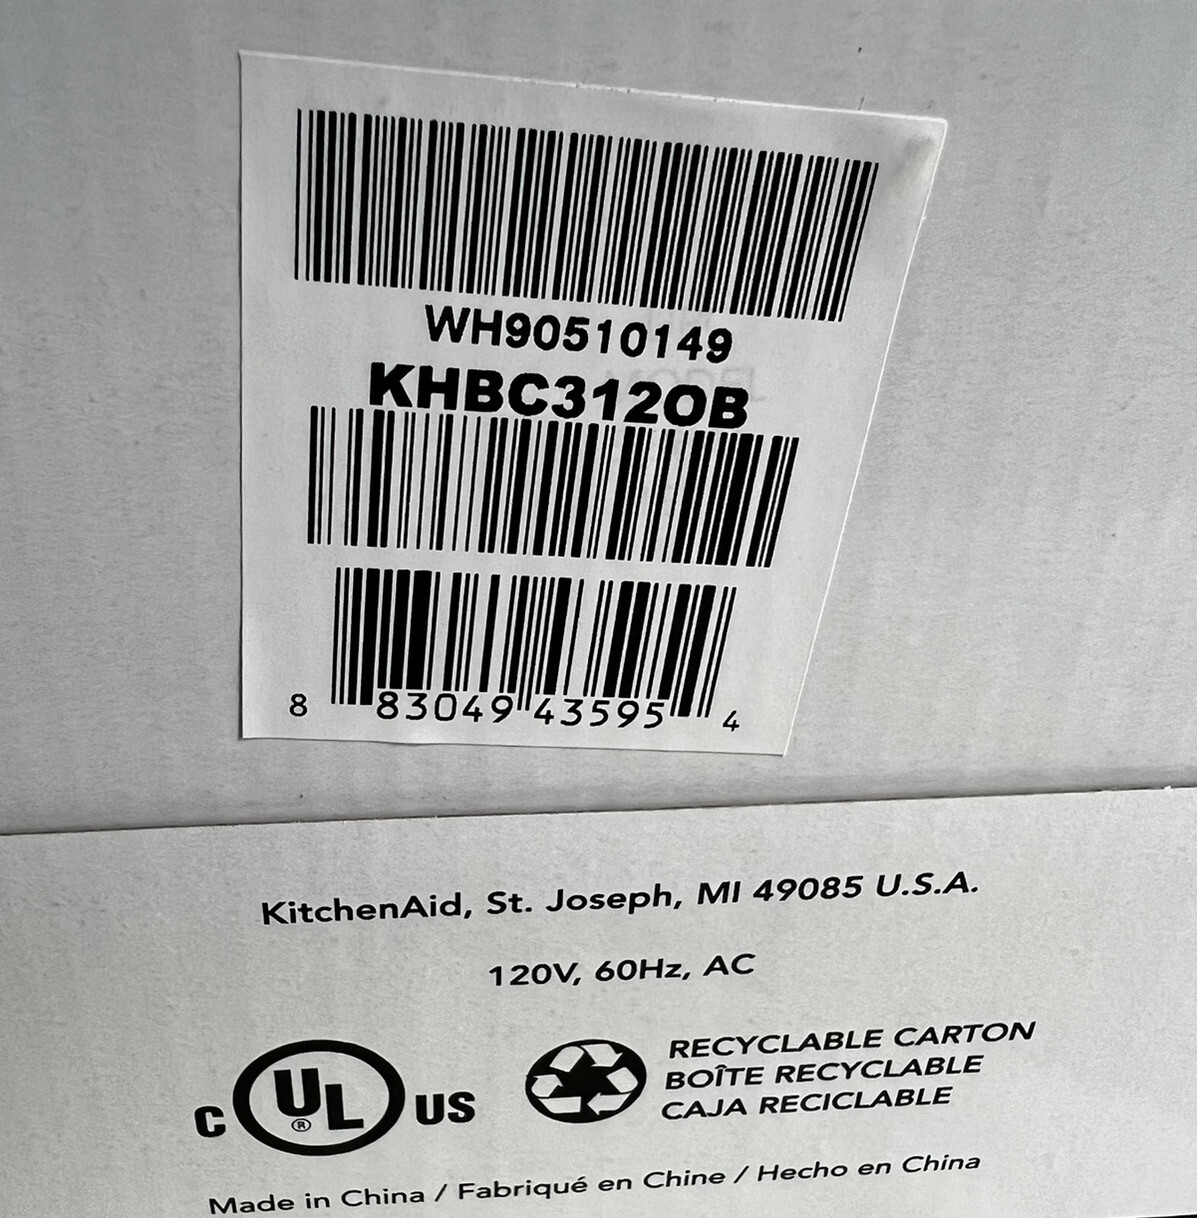 WH90510149
KHBC312OB
8 83049 43595 4
KitchenAid, St. Joseph, MI 49085 U.S.A.
120V, 60Hz, AC
C UL® US
RECYCLABLE CARTON
BOÎTE RECYCLABLE
CAJA RECICLABLE
Made in China / Fabriqué en Chine / Hecho en China